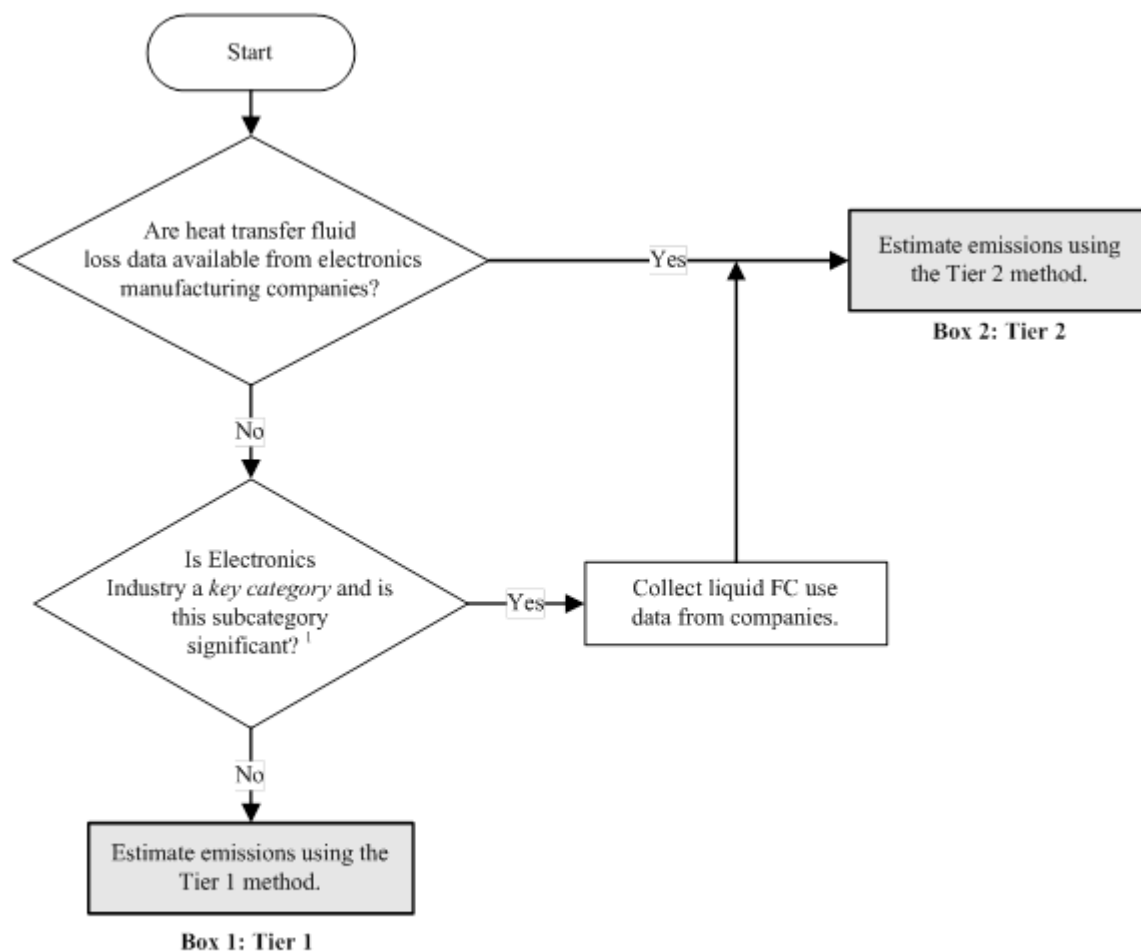 Start
Are heat transfer fluid
loss data available from electronics
manufacturing companies?
Yes
Estimate emissions using
the Tier 2 method.
Box 2: Tier 2
No
Is Electronics
Industry a key category and is
this subcategory
significant? 1
Yes
Collect liquid FC use
data from companies.
No
Estimate emissions using the
Tier 1 method.
Box 1: Tier 1